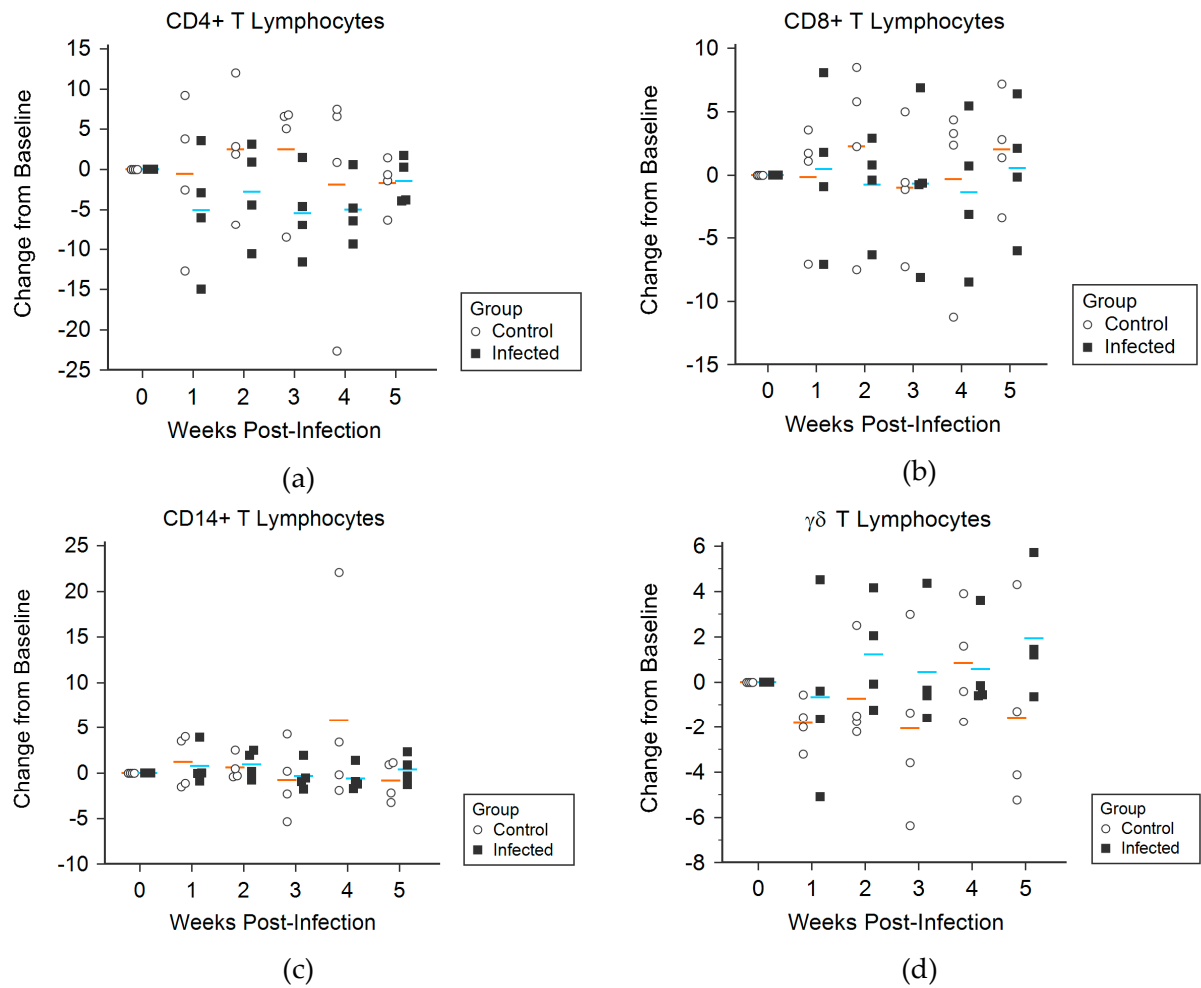 CD4+ T Lymphocytes
15
10
5
0
-5
-10
-15
-20
-25
Change from Baseline
0 1 2 3 4 5
Weeks Post-Infection
Group
Control
Infected
(a)
CD8+ T Lymphocytes
10
5
0
-5
-10
-15
Change from Baseline
0 1 2 3 4 5
Weeks Post-Infection
Group
Control
Infected
(b)
CD14+ T Lymphocytes
25
20
15
10
5
0
-5
-10
Change from Baseline
0 1 2 3 4 5
Weeks Post-Infection
Group
Control
Infected
(c)
γδ T Lymphocytes
6
4
2
0
-2
-4
-6
-8
Change from Baseline
0 1 2 3 4 5
Weeks Post-Infection
Group
Control
Infected
(d)